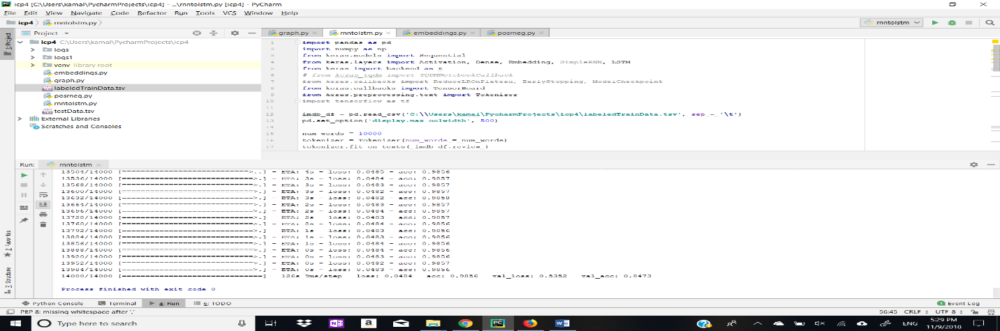 icp4 [C:\Users\kamal\PycharmProjects\icp4] - ...\rnntolstm.py [icp4] - PyCharm
File Edit View Navigate Code Refactor Run Tools VCS Window Help
icp4 rnntolstm.py rnntolstm
1: Project
Project
graph.py rnntolstm.py embeddings.py posrneg.py
icp4 C:\Users\kamal\PycharmProjects\icp4
logs
logs1
venv library root
embeddings.py
graph.py
labeledTrainData.tsv
posrneg.py
rnntolstm.py
testData.tsv
External Libraries
Scratches and Consoles
1 import pandas as pd
2 import numpy as np
3 from keras.models import Sequential
4 from keras.layers import Activation, Dense, Embedding, SimpleRNN, LSTM
5 from keras import backend as K
6 # from keras_tqdm import TQDMNotebookCallback
7 from keras.callbacks import ReduceLROnPlateau, EarlyStopping, ModelCheckpoint
8 from keras.callbacks import TensorBoard
9 from keras.preprocessing.text import Tokenizer
10 import tensorflow as tf
11
12 imdb_df = pd.read_csv('C:\\Users\kamal\PycharmProjects\icp4\labeledTrainData.tsv', sep = '\t')
13 pd.set_option('display.max_colwidth', 500)
14
15 num_words = 10000
16 tokenizer = Tokenizer(num_words = num_words)
17 tokenizer.fit_on_texts( imdb_df.review )
Run: rnntolstm
13504/14000 [============================>..] - ETA: 4s - loss: 0.0485 - acc: 0.9856
13536/14000 [============================>.] - ETA: 3s - loss: 0.0484 - acc: 0.9857
13568/14000 [============================>.] - ETA: 3s - loss: 0.0483 - acc: 0.9857
13600/14000 [============================>.] - ETA: 3s - loss: 0.0482 - acc: 0.9857
13632/14000 [============================>.] - ETA: 3s - loss: 0.0482 - acc: 0.9858
13664/14000 [============================>.] - ETA: 2s - loss: 0.0483 - acc: 0.9857
13696/14000 [============================>.] - ETA: 2s - loss: 0.0484 - acc: 0.9857
13728/14000 [============================>.] - ETA: 2s - loss: 0.0483 - acc: 0.9857
13760/14000 [============================>.] - ETA: 2s - loss: 0.0484 - acc: 0.9856
13792/14000 [============================>.] - ETA: 1s - loss: 0.0483 - acc: 0.9856
13824/14000 [============================>.] - ETA: 1s - loss: 0.0483 - acc: 0.9856
13856/14000 [============================>.] - ETA: 1s - loss: 0.0484 - acc: 0.9856
13888/14000 [============================>.] - ETA: 0s - loss: 0.0484 - acc: 0.9856
13920/14000 [============================>.] - ETA: 0s - loss: 0.0483 - acc: 0.9856
13952/14000 [============================>.] - ETA: 0s - loss: 0.0482 - acc: 0.9857
13984/14000 [============================>.] - ETA: 0s - loss: 0.0483 - acc: 0.9856
14000/14000 [==============================] - 126s 9ms/step - loss: 0.0484 - acc: 0.9856 - val_loss: 0.5352 - val_acc: 0.8473
Process finished with exit code 0
2: Favorites
Z: Structure
Python Console Terminal 4: Run 6: TODO Event Log
PEP 8: missing whitespace after ',' 56:45 CRLF UTF-8
Type here to search
ENG 5:29 PM
11/9/2018